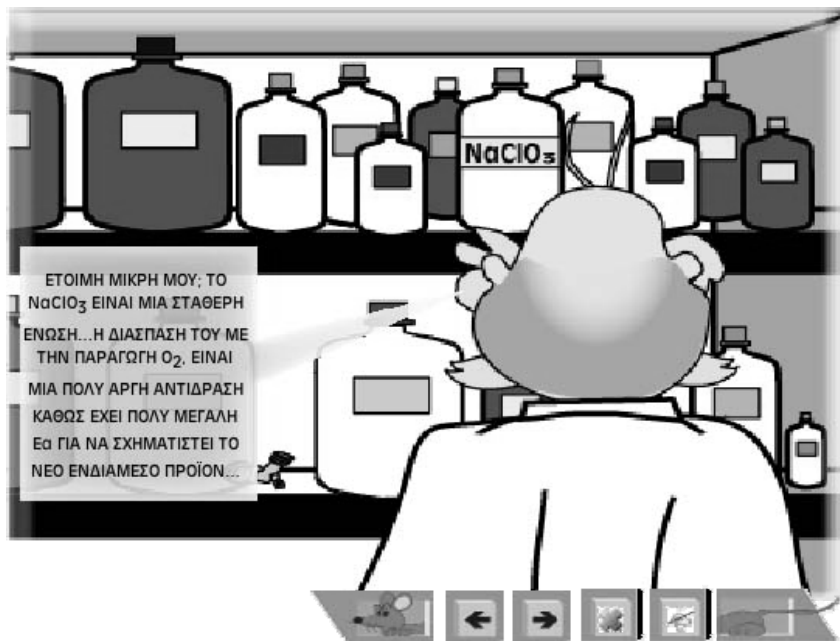 NaClO₃
ΕΤΟΙΜΗ ΜΙΚΡΗ ΜΟΥ; ΤΟ
NaClO₃ ΕΙΝΑΙ ΜΙΑ ΣΤΑΘΕΡΗ
ΕΝΩΣΗ...Η ΔΙΑΣΠΑΣΗ ΤΟΥ ΜΕ
ΤΗΝ ΠΑΡΑΓΩΓΗ O₂, ΕΙΝΑΙ
ΜΙΑ ΠΟΛΥ ΑΡΓΗ ΑΝΤΙΔΡΑΣΗ
ΚΑΘΩΣ ΕΧΕΙ ΠΟΛΥ ΜΕΓΑΛΗ
Εα ΓΙΑ ΝΑ ΣΧΗΜΑΤΙΣΤΕΙ ΤΟ
ΝΕΟ ΕΝΔΙΑΜΕΣΟ ΠΡΟΪΟΝ...